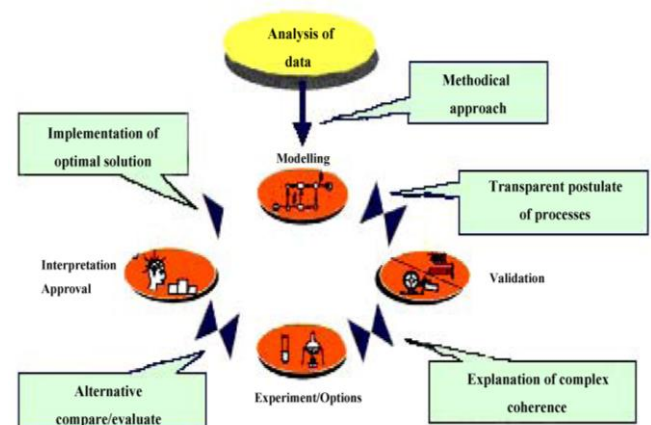 Analysis of
data
Methodical
approach
Implementation of
optimal solution
Modelling
Transparent postulate
of processes
Interpretation
Approval
Validation
Experiment/Options
Alternative
compare/evaluate
Explanation of complex
coherence